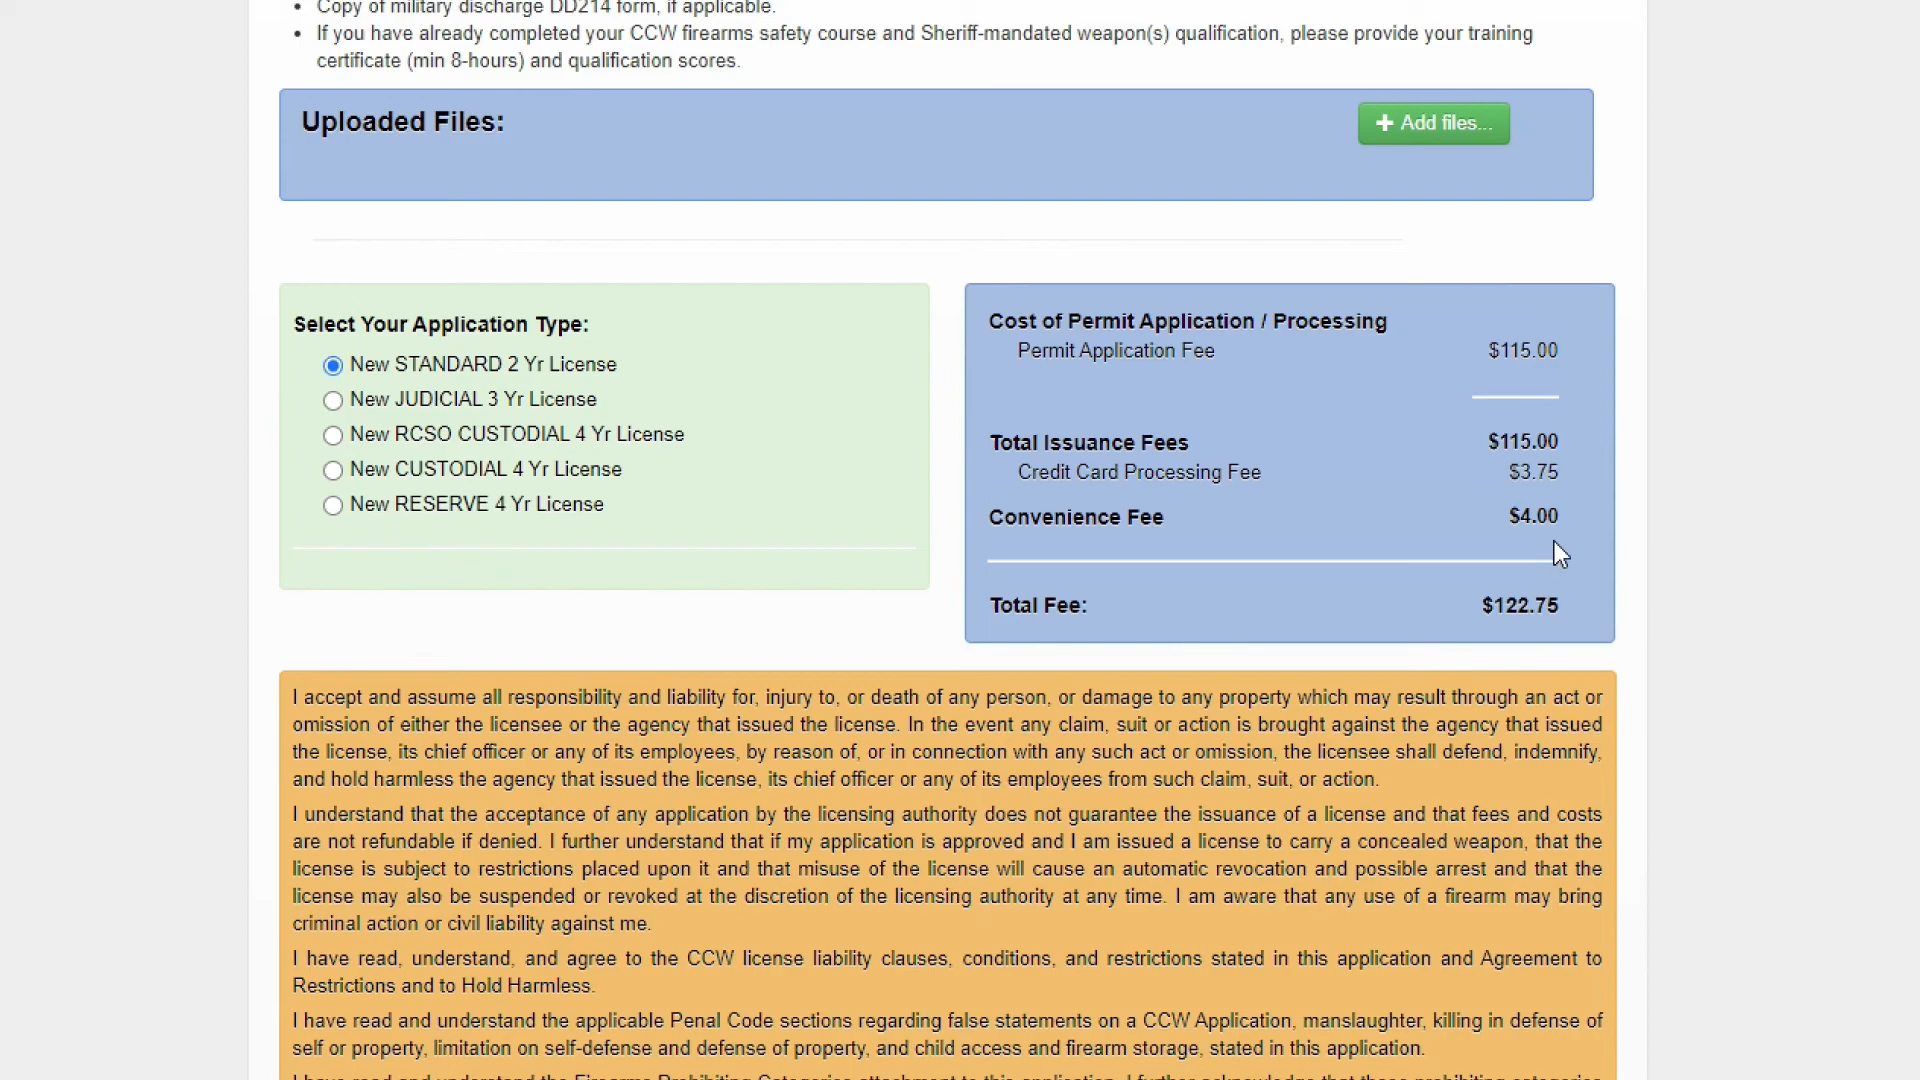 Copy of military discharge DD214 form, if applicable.
If you have already completed your CCW firearms safety course and Sheriff-mandated weapon(s) qualification, please provide your training
certificate (min 8-hours) and qualification scores.
Uploaded Files:
Add files...
Select Your Application Type:
New STANDARD 2 Yr License
New JUDICIAL 3 Yr License
New RCSO CUSTODIAL 4 Yr License
New CUSTODIAL 4 Yr License
New RESERVE 4 Yr License
Cost of Permit Application / Processing
Permit Application Fee $115.00
Total Issuance Fees $115.00
Credit Card Processing Fee $3.75
Convenience Fee $4.00
Total Fee: $122.75
I accept and assume all responsibility and liability for, injury to, or death of any person, or damage to any property which may result through an act or
omission of either the licensee or the agency that issued the license. In the event any claim, suit or action is brought against the agency that issued
the license, its chief officer or any of its employees, by reason of, or in connection with any such act or omission, the licensee shall defend, indemnify,
and hold harmless the agency that issued the license, its chief officer or any of its employees from such claim, suit, or action.
I understand that the acceptance of any application by the licensing authority does not guarantee the issuance of a license and that fees and costs
are not refundable if denied. I further understand that if my application is approved and I am issued a license to carry a concealed weapon, that the
license is subject to restrictions placed upon it and that misuse of the license will cause an automatic revocation and possible arrest and that the
license may also be suspended or revoked at the discretion of the licensing authority at any time. I am aware that any use of a firearm may bring
criminal action or civil liability against me.
I have read, understand, and agree to the CCW license liability clauses, conditions, and restrictions stated in this application and Agreement to
Restrictions and to Hold Harmless.
I have read and understand the applicable Penal Code sections regarding false statements on a CCW Application, manslaughter, killing in defense of
self or property, limitation on self-defense and defense of property, and child access and firearm storage, stated in this application.
I have read and understand the Firearms Prohibiting Categories attachment to this application. I further acknowledge that these prohibiting categories